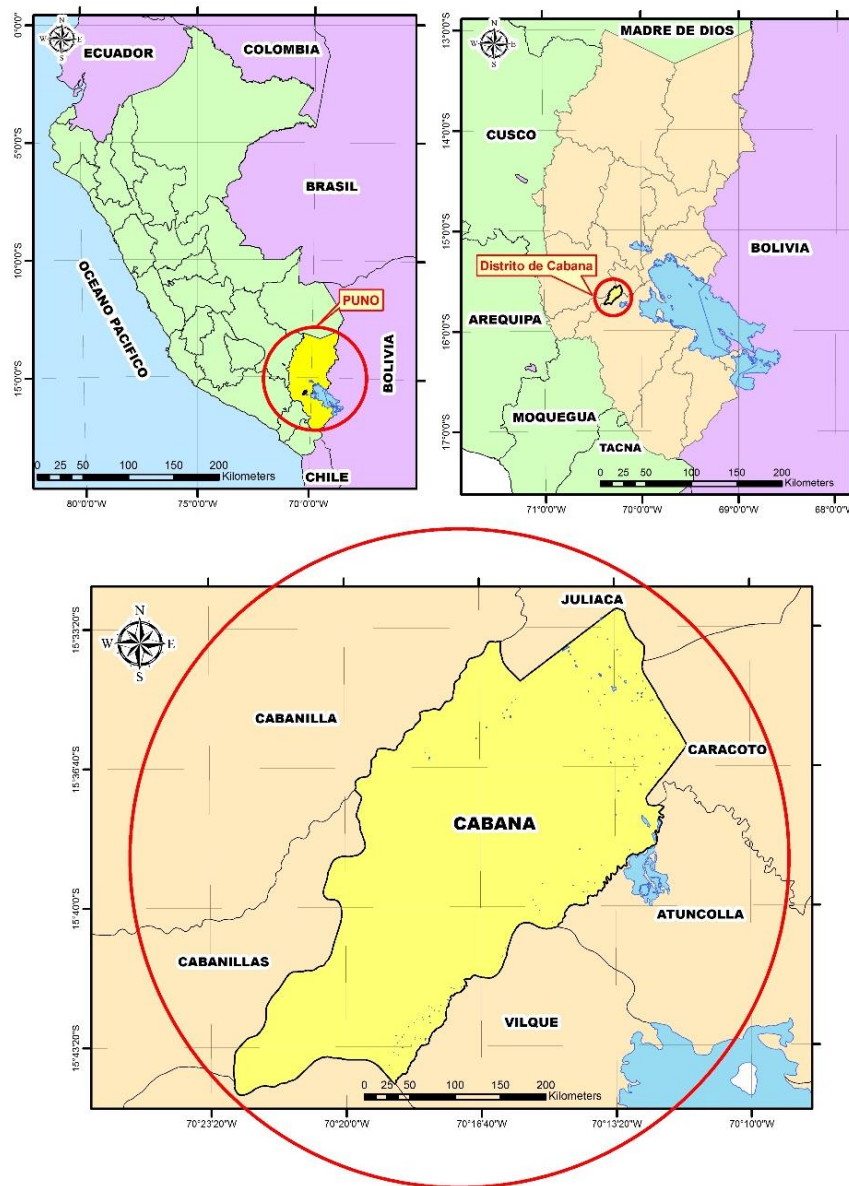 0°0'0"
5°0'0"S
10°0'0"S
15°0'0"S
N
W E
S
ECUADOR
COLOMBIA
BRASIL
OCEANO PACIFICO
PUNO
BOLIVIA
CHILE
0 25 50 100 150 200
Kilometers
80°0'0"W 75°0'0"W 70°0'0"W
13°0'0"S
14°0'0"S
15°0'0"S
16°0'0"S
17°0'0"S
N
W E
S
MADRE DE DIOS
CUSCO
BOLIVIA
Distrito de Cabana
AREQUIPA
MOQUEGUA
TACNA
0 25 50 100 150 200
Kilometers
71°0'0"W 70°0'0"W 69°0'0"W 68°0'0"W
15°33'20"S
15°36'40"S
15°40'0"S
15°43'20"S
N
W E
S
JULIACA
CABANILLA
CARACOTO
CABANA
ATUNCOLLA
CABANILLAS
VILQUE
0 25 50 100 150 200
Kilometers
70°23'20"W 70°20'0"W 70°16'40"W 70°13'20"W 70°10'0"W